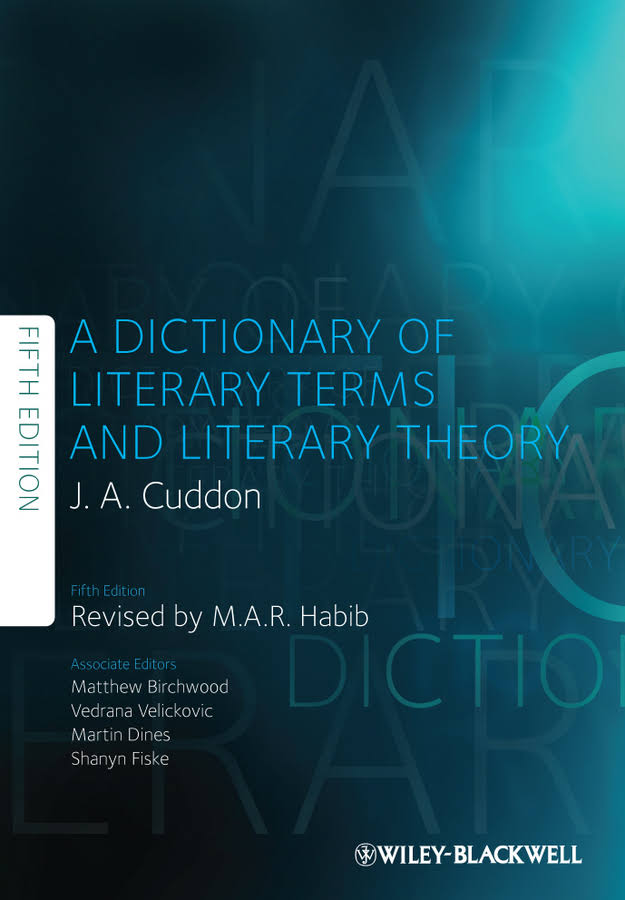 FIFTH EDITION
A DICTIONARY OF
LITERARY TERMS
AND LITERARY THEORY
J. A. Cuddon
Fifth Edition
Revised by M.A.R. Habib
Associate Editors
Matthew Birchwood
Vedrana Velickovic
Martin Dines
Shanyn Fiske
DICTION
WILEY-BLACKWELL